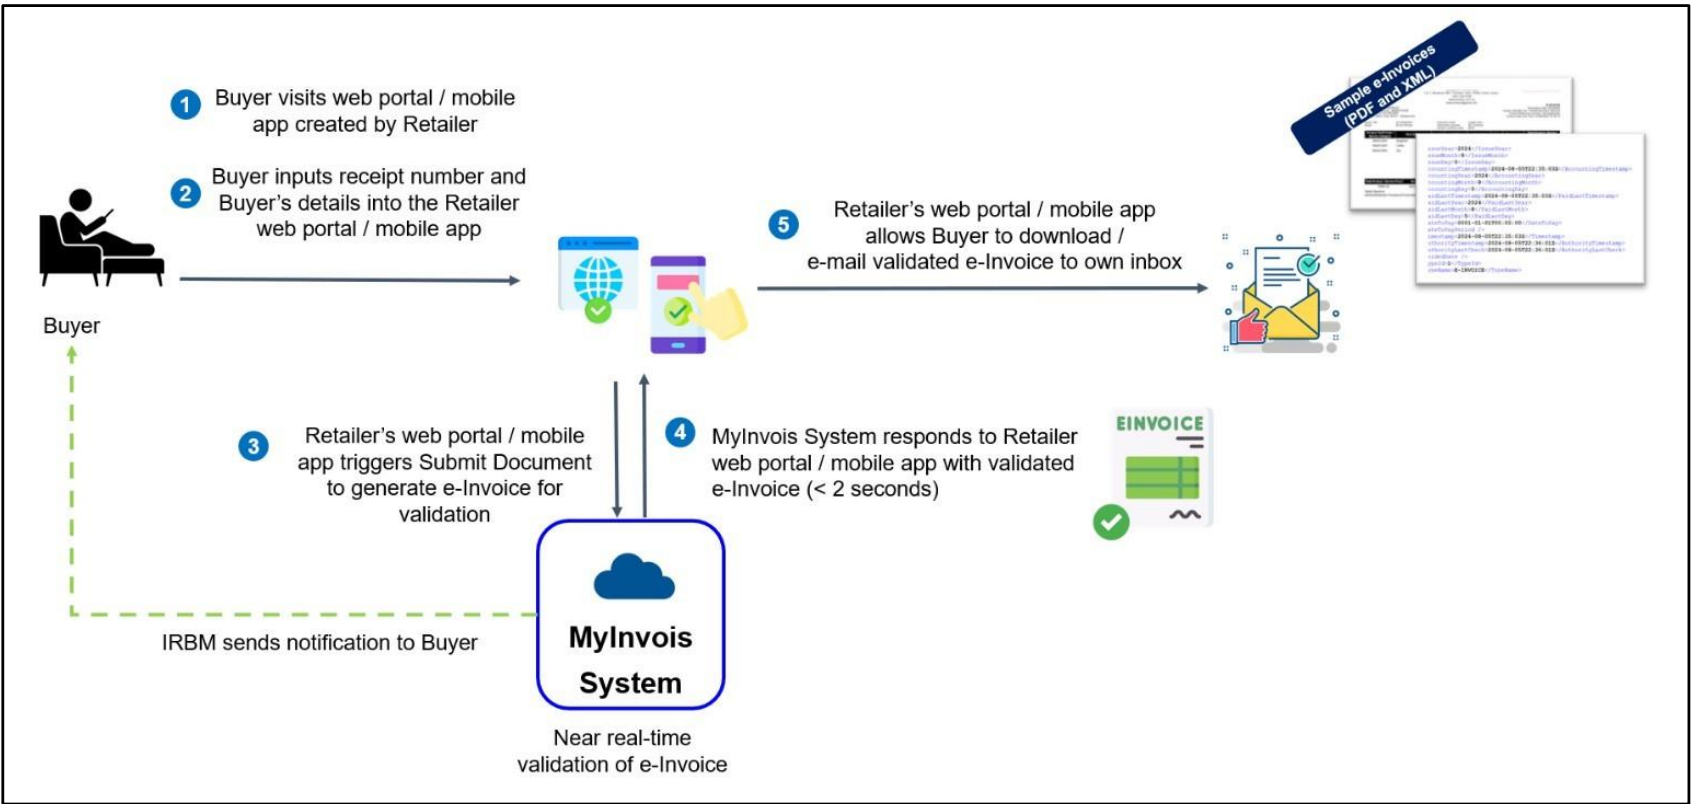 Sample e-Invoices
(PDF and XML)
1
Buyer visits web portal / mobile
app created by Retailer
2
Buyer inputs receipt number and
Buyer's details into the Retailer
web portal / mobile app
5
Retailer's web portal / mobile app
allows Buyer to download /
e-mail validated e-Invoice to own inbox
Buyer
3
Retailer's web portal / mobile
app triggers Submit Document
to generate e-Invoice for
validation
4
MyInvois System responds to Retailer
web portal / mobile app with validated
e-Invoice (< 2 seconds)
EINVOICE
IRBM sends notification to Buyer
MyInvois
System
Near real-time
validation of e-Invoice